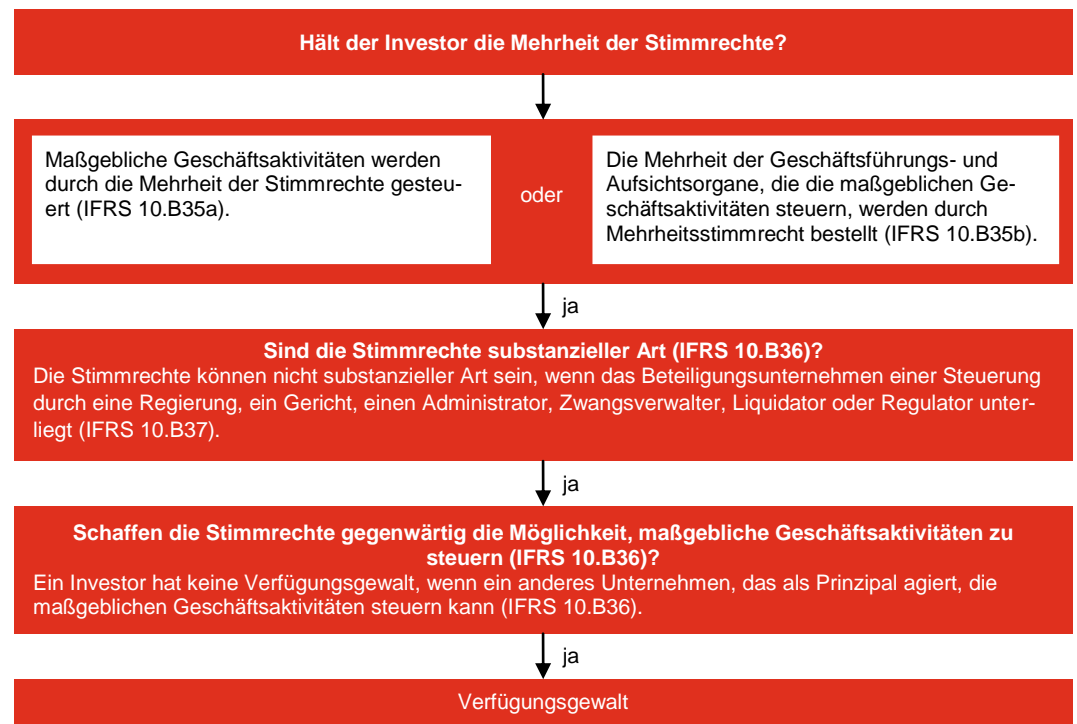 Hält der Investor die Mehrheit der Stimmrechte?
Maßgebliche Geschäftsaktivitäten werden
durch die Mehrheit der Stimmrechte gesteu-
ert (IFRS 10.B35a).
oder
Die Mehrheit der Geschäftsführungs- und
Aufsichtsorgane, die die maßgeblichen Ge-
schäftsaktivitäten steuern, werden durch
Mehrheitsstimmrecht bestellt (IFRS 10.B35b).
ja
Sind die Stimmrechte substanzieller Art (IFRS 10.B36)?
Die Stimmrechte können nicht substanzieller Art sein, wenn das Beteiligungsunternehmen einer Steuerung
durch eine Regierung, ein Gericht, einen Administrator, Zwangsverwalter, Liquidator oder Regulator unter-
liegt (IFRS 10.B37).
ja
Schaffen die Stimmrechte gegenwärtig die Möglichkeit, maßgebliche Geschäftsaktivitäten zu
steuern (IFRS 10.B36)?
Ein Investor hat keine Verfügungsgewalt, wenn ein anderes Unternehmen, das als Prinzipal agiert, die
maßgeblichen Geschäftsaktivitäten steuern kann (IFRS 10.B36).
ja
Verfügungsgewalt